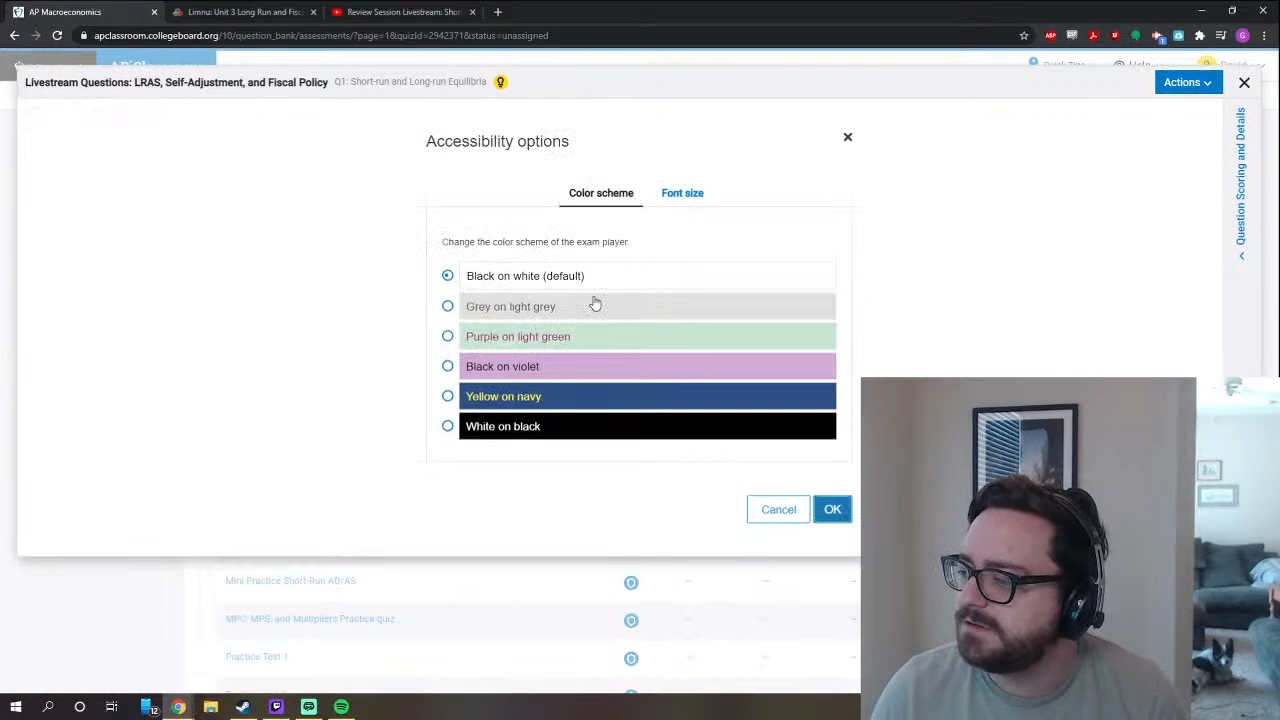 AP Macroeconomics
Limnu: Unit 3 Long Run and Fisc
Review Session Livestream: Short
apclassroom.collegeboard.org/10/question_bank/assessments/?page=1&quizId=2942371&status=unassigned
Livestream Questions: LRAS, Self-Adjustment, and Fiscal Policy
Q1: Short-run and Long-run Equilibria
Actions
Accessibility options
Color scheme
Font size
Change the color scheme of the exam player.
Black on white (default)
Grey on light grey
Purple on light green
Black on violet
Yellow on navy
White on black
Cancel
OK
Question Scoring and Details
Mini Practice Short-Run AD/AS
MPC, MPS, and Multipliers Practice quiz
Practice Test 1